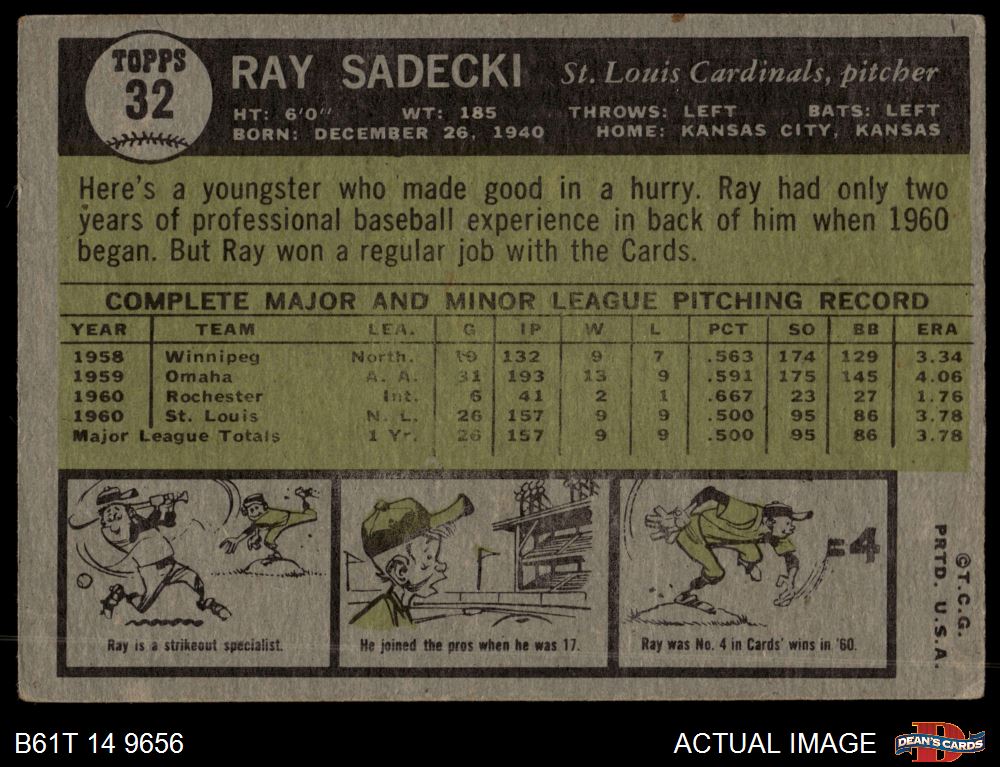 TOPPS
32
RAY SADECKI St. Louis Cardinals, pitcher
HT: 6'0" WT: 185 THROWS: LEFT BATS: LEFT
BORN: DECEMBER 26, 1940 HOME: KANSAS CITY, KANSAS
Here's a youngster who made good in a hurry. Ray had only two
years of professional baseball experience in back of him when 1960
began. But Ray won a regular job with the Cards.
COMPLETE MAJOR AND MINOR LEAGUE PITCHING RECORD
YEAR TEAM LEA. G IP W L PCT SO BB ERA
1958 Winnipeg North. 132 9 7 .563 174 129 3.34
1959 Omaha A. A. 31 193 13 9 .591 175 145 4.06
1960 Rochester Int. 6 41 2 1 .667 23 27 1.76
1960 St. Louis N. L. 26 157 9 9 .500 95 86 3.78
Major League Totals 1 Yr. 26 157 9 9 .500 95 86 3.78
=4
Ray is a strikeout specialist.
He joined the pros when he was 17.
Ray was No. 4 in Cards' wins in '60.
©T.C.G.
PRTD. U.S.A.
B61T 14 9656
ACTUAL IMAGE
D
DEAN'S CARDS